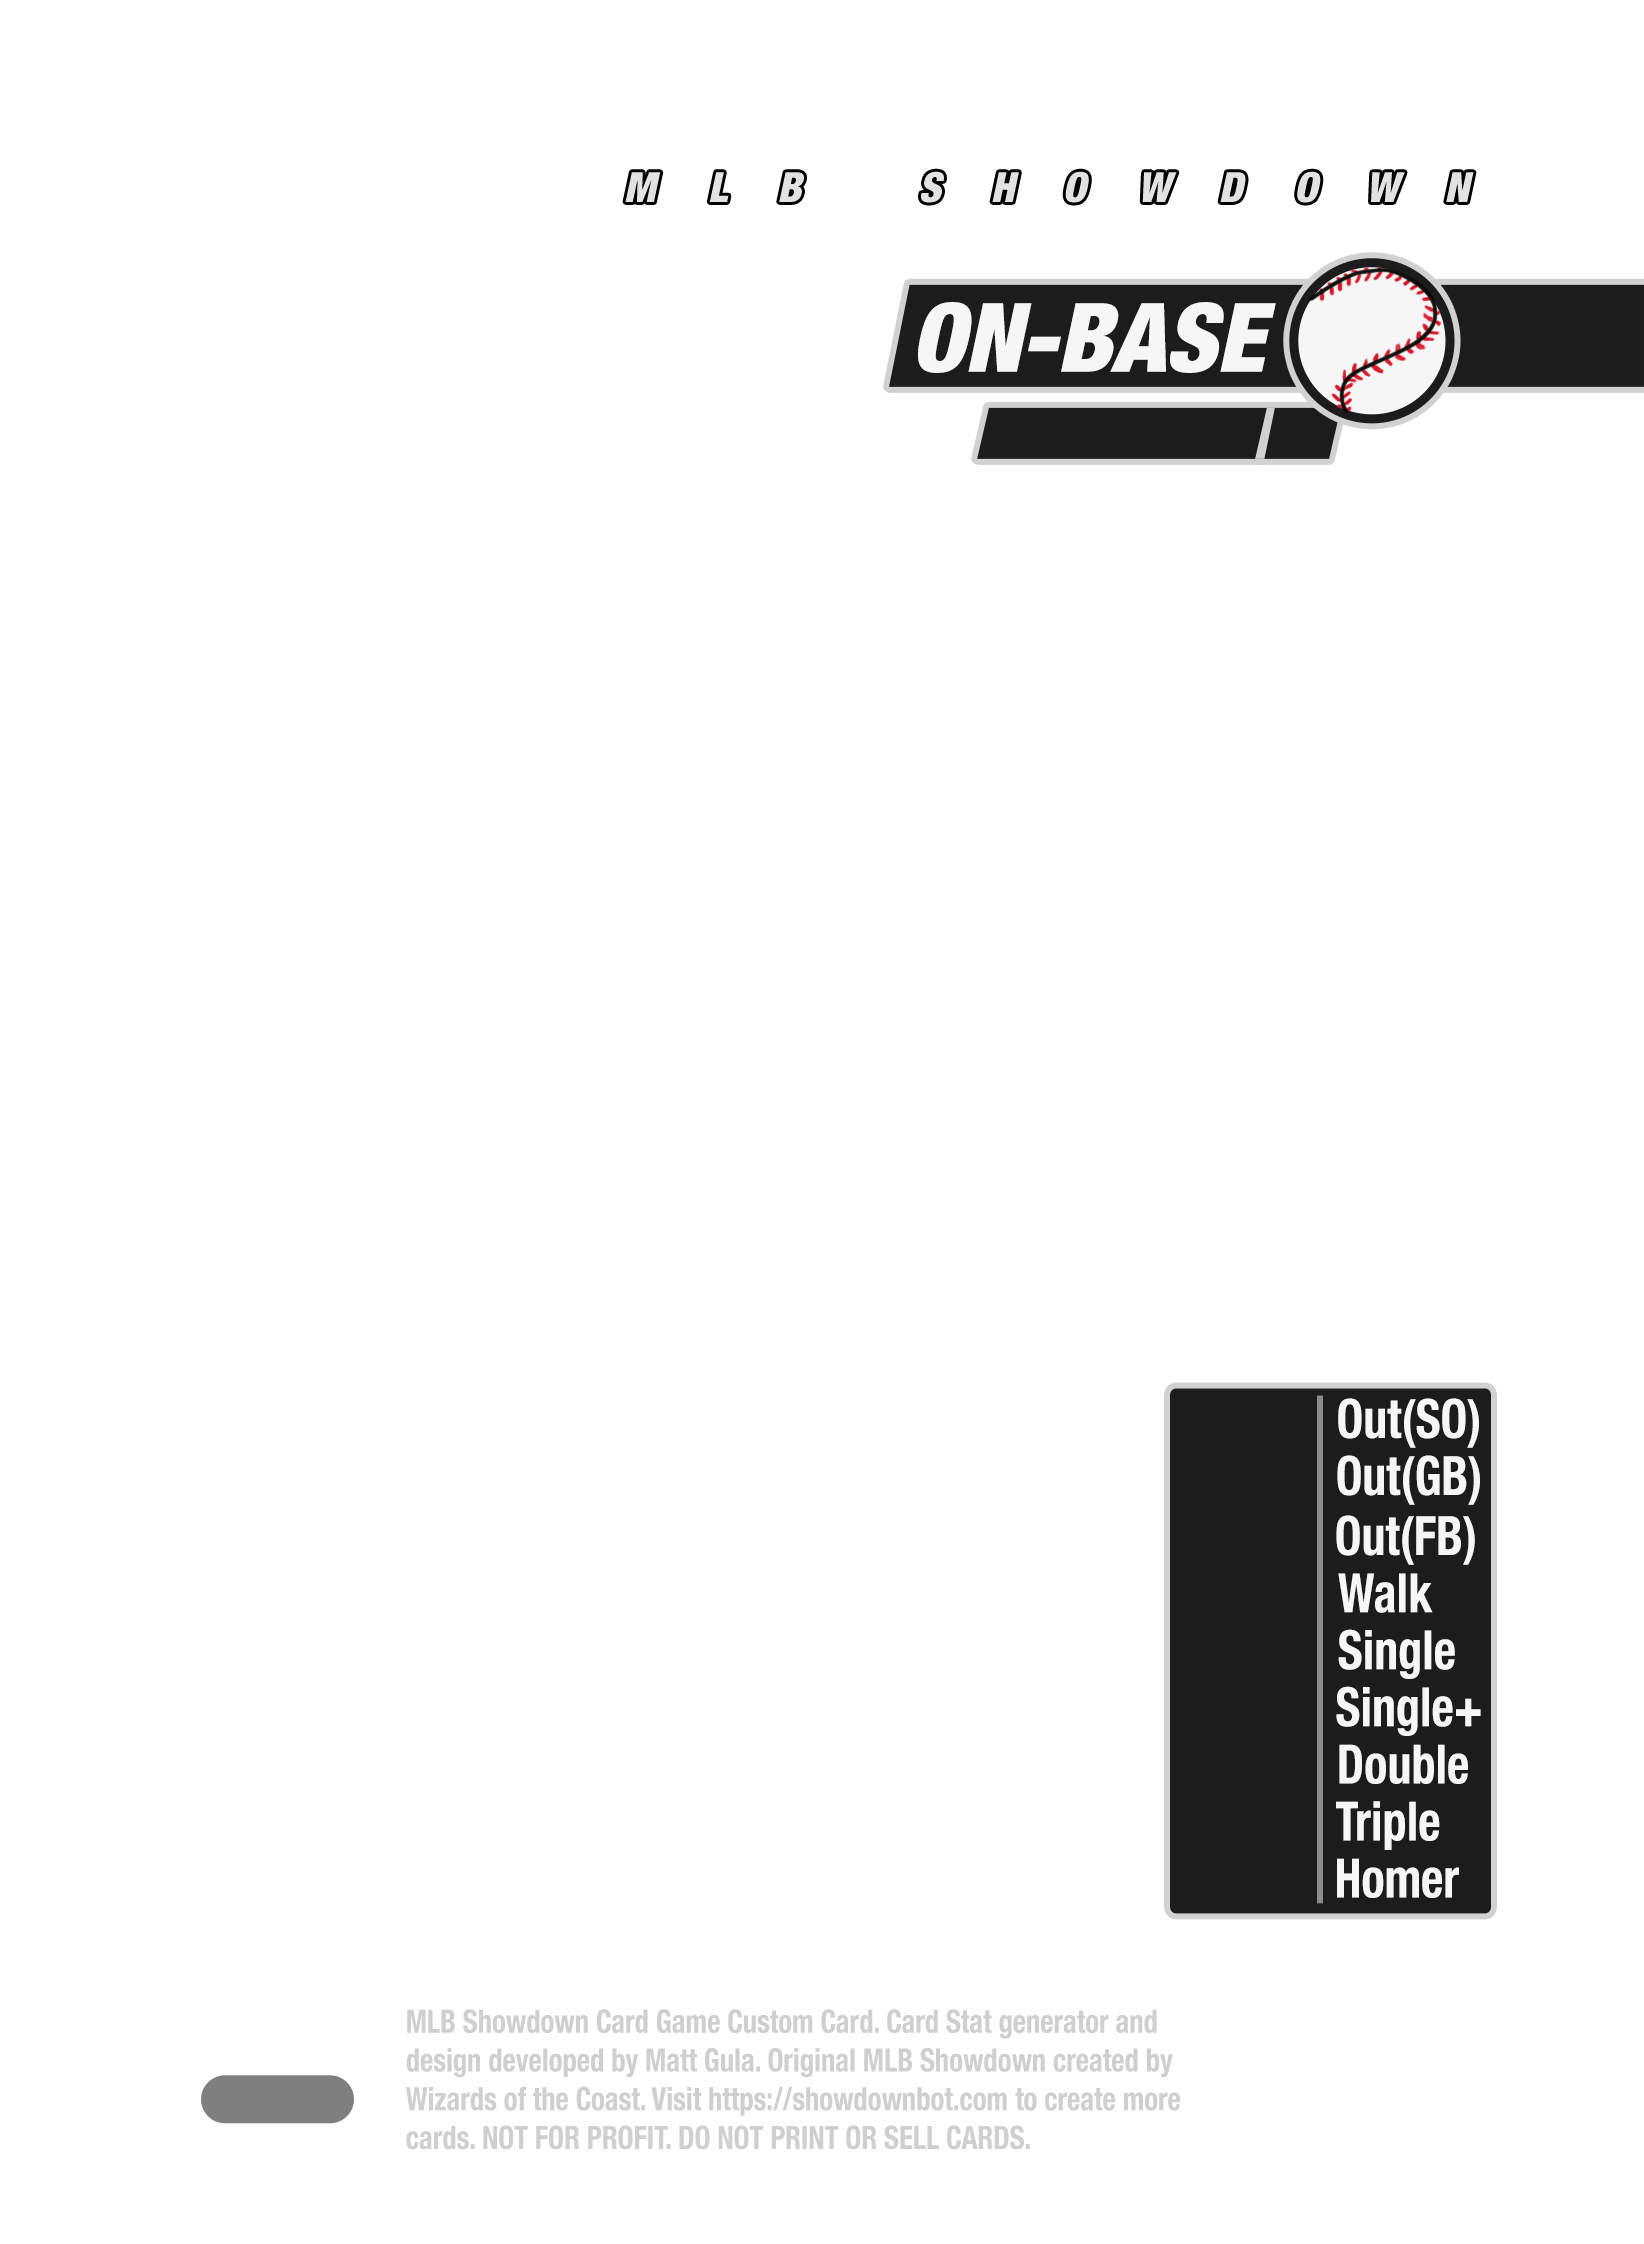 MLB SHOWDOWN
ON-BASE
Out(SO)
Out(GB)
Out(FB)
Walk
Single
Single+
Double
Triple
Homer
MLB Showdown Card Game Custom Card. Card Stat generator and
design developed by Matt Gula. Original MLB Showdown created by
Wizards of the Coast. Visit https://showdownbot.com to create more
cards. NOT FOR PROFIT. DO NOT PRINT OR SELL CARDS.